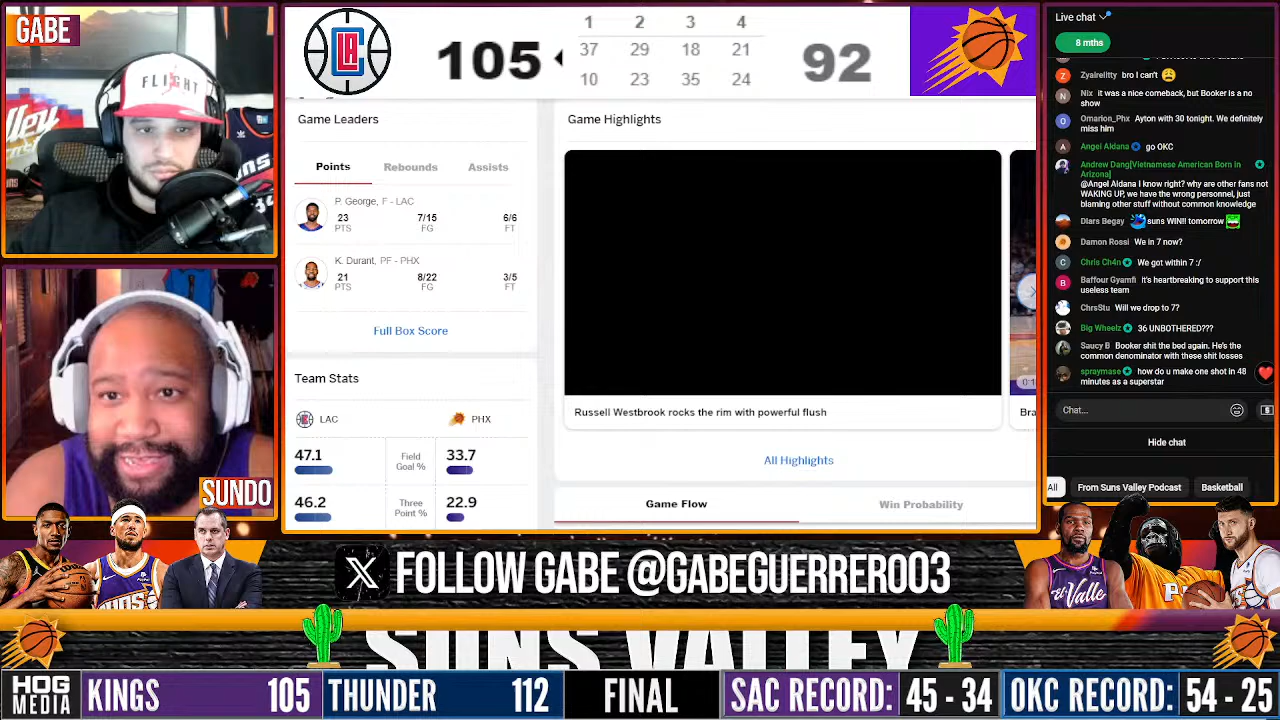 GABE
FLIGHT
SUNDO
LA
105
1 2 3 4
37 29 18 21
10 23 35 24
92
Game Leaders
Points Rebounds Assists
P. George, F - LAC
23 7/15 6/6
PTS FG FT
K. Durant, PF - PHX
21 8/22 3/5
PTS FG FT
Full Box Score
Team Stats
LAC PHX
47.1 Field Goal % 33.7
46.2 Three Point % 22.9
Game Highlights
Russell Westbrook rocks the rim with powerful flush
Bra
All Highlights
Game Flow Win Probability
Live chat
8 mths
Zyairelitty Bro I can't
Nix it was a nice comeback, but Booker is a no
show
Omarion_Phx Ayton with 30 tonight. We definitely
miss him
Angel Aldana go OKC
Andrew Dang[Vietnamese American Born in
Arizona]
@Angel Aldana I know right? why are other fans not
WAKING UP, we have the wrong personnel, just
blaming other stuff without common knowledge
Dlars Begay suns WIN!! tomorrow
Damon Rossi We in 7 now?
Chris Ch4n We got within 7 :/
Baffour Gyamfi it's heartbreaking to support this
useless team
ChrsStu Will we drop to 7?
Big Wheelz SO UNBOTHERED???
Saucy B Booker shit the bed again. He's the
common denominator with these shit losses
spraymase how do u make one shot in 48
minutes as a superstar
Chat...
Hide chat
All From Suns Valley Podcast Basketball
X FOLLOW GABE @GABEGUERRERO03
SUNS VALLEY
HOG
MEDIA
KINGS 105 THUNDER 112 FINAL SAC RECORD: 45 - 34 OKC RECORD: 54 - 25